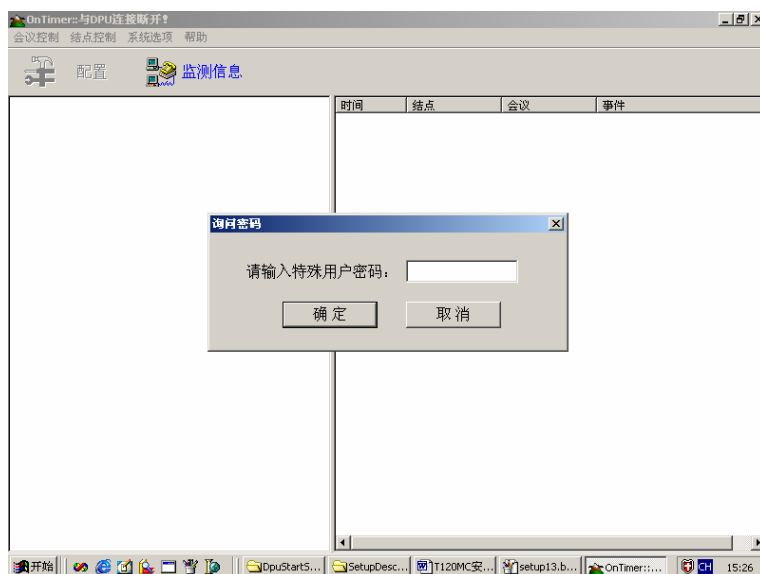 OnTimer::与DPU连接断开!
会议控制 结点控制 系统选项 帮助
配置 监测信息
时间 结点 会议 事件
询问密码
请输入特殊用户密码:
确定 取消
开始 DpuStartS... SetupDesc... T120MC安... setup13.b... OnTimer::... CH 15:26